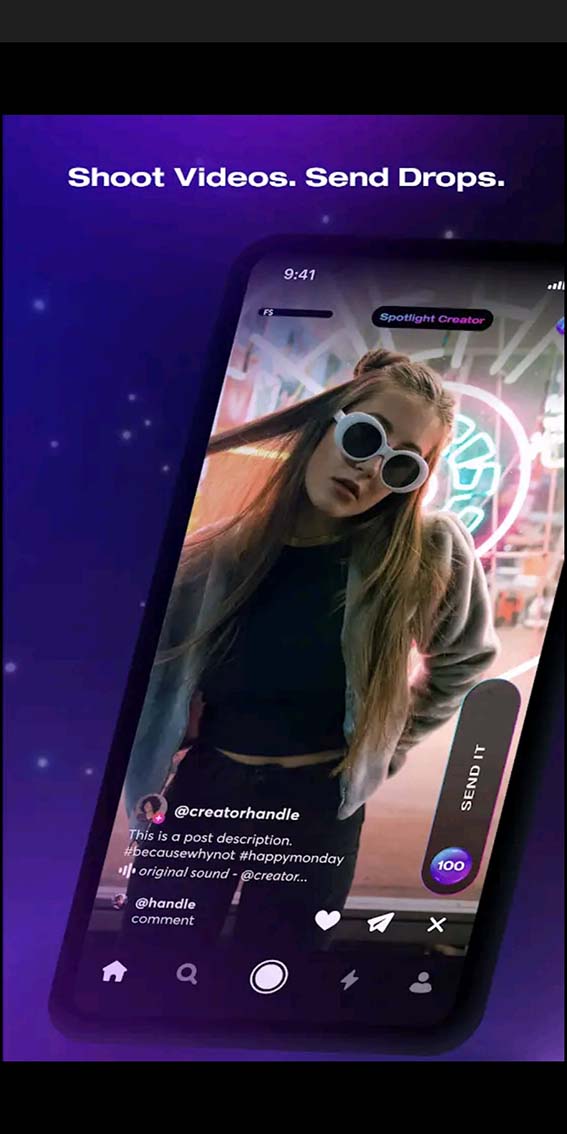 Shoot Videos. Send Drops.
9:41
FS
Spotlight Creator
SEND IT
100
@creatorhandle
This is a post description.
#becausewhynot #happymonday
original sound - @creator...
@handle
comment